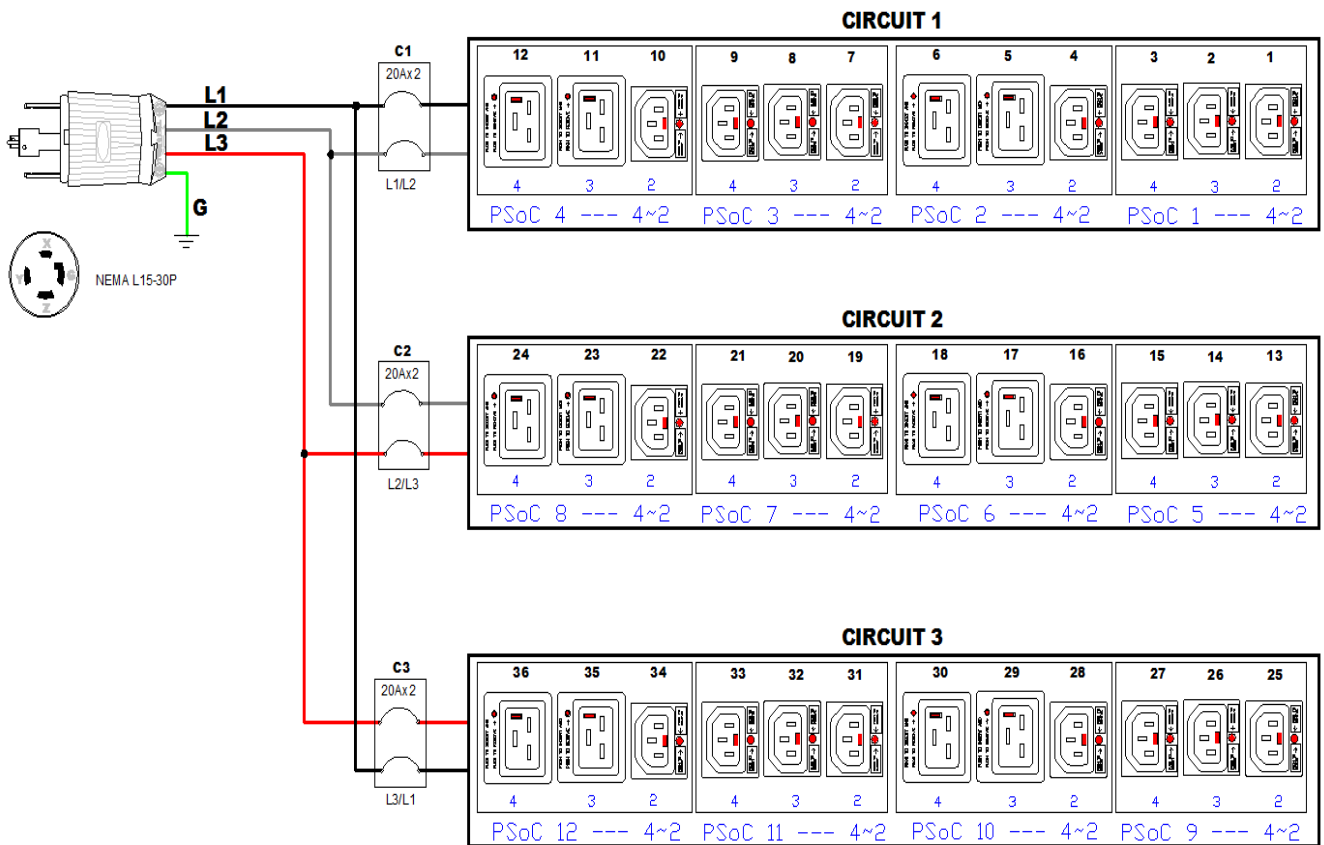 CIRCUIT 1
C1
20Ax2
L1/L2
L1
L2
L3
G
X
Y
G
Z
NEMA L15-30P
12 11 10 9 8 7 6 5 4 3 2 1
4 3 2 4 3 2 4 3 2 4 3 2
PSoC 4 --- 4~2 PSoC 3 --- 4~2 PSoC 2 --- 4~2 PSoC 1 --- 4~2
CIRCUIT 2
C2
20Ax2
L2/L3
24 23 22 21 20 19 18 17 16 15 14 13
4 3 2 4 3 2 4 3 2 4 3 2
PSoC 8 --- 4~2 PSoC 7 --- 4~2 PSoC 6 --- 4~2 PSoC 5 --- 4~2
CIRCUIT 3
C3
20Ax2
L3/L1
36 35 34 33 32 31 30 29 28 27 26 25
4 3 2 4 3 2 4 3 2 4 3 2
PSoC 12 --- 4~2 PSoC 11 --- 4~2 PSoC 10 --- 4~2 PSoC 9 --- 4~2